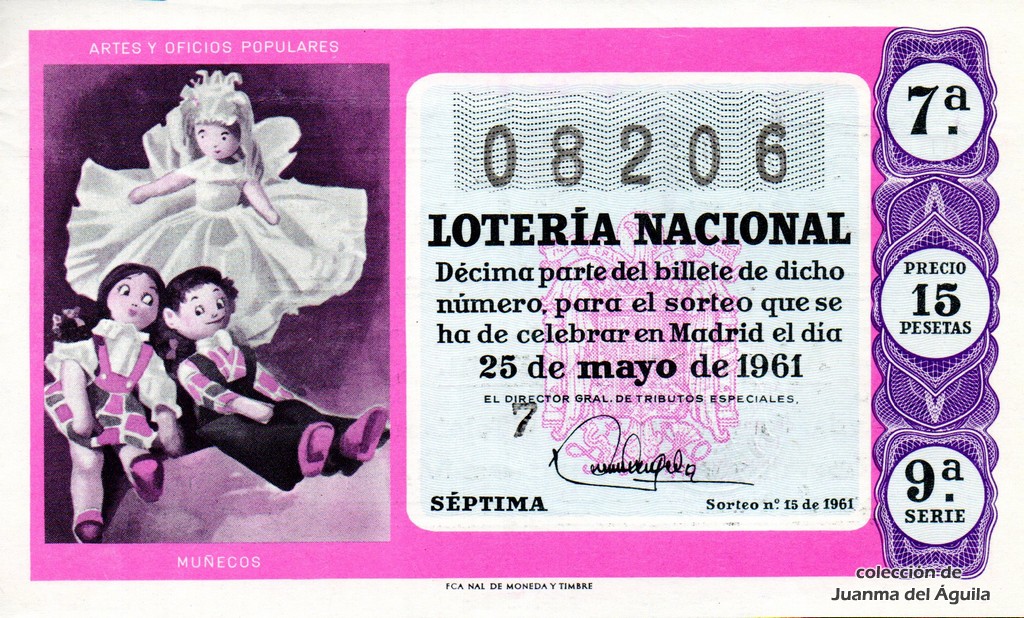 ARTES Y OFICIOS POPULARES
MUÑECOS
08206
LOTERÍA NACIONAL
Décima parte del billete de dicho
número, para el sorteo que se
ha de celebrar en Madrid el día
25 de mayo de 1961
EL DIRECTOR GRAL. DE TRIBUTOS ESPECIALES,
7
SÉPTIMA
Sorteo nº 15 de 1961
7ª
PRECIO
15
PESETAS
9ª
SERIE
FCA NAL DE MONEDA Y TIMBRE
colección de
Juanma del Águila